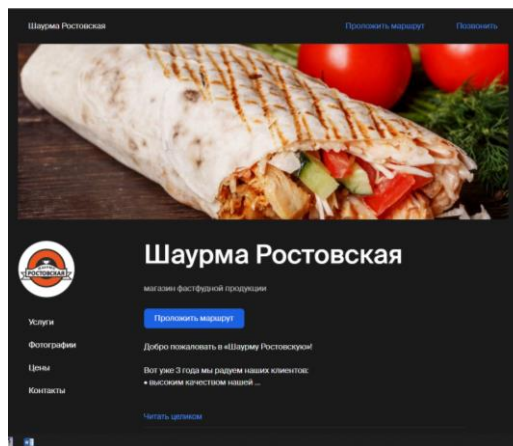 Шаурма Ростовская
Проложить маршрут
Позвонить
РОСТОВСКАЯ
Шаурма Ростовская
магазин фастфудной продукции
Проложить маршрут
Услуги
Фотографии
Цены
Контакты
Добро пожаловать в «Шаурму Ростовскую»!
Вот уже 3 года мы радуем наших клиентов:
• высоким качеством нашей ...
Читать целиком